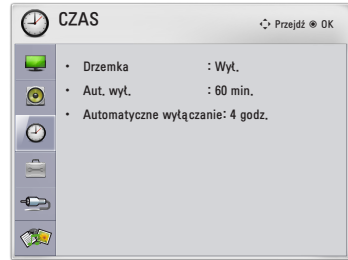 CZAS
Przejdź OK
• Drzemka : Wył.
• Aut. wył. : 60 min.
• Automatyczne wyłączanie: 4 godz.